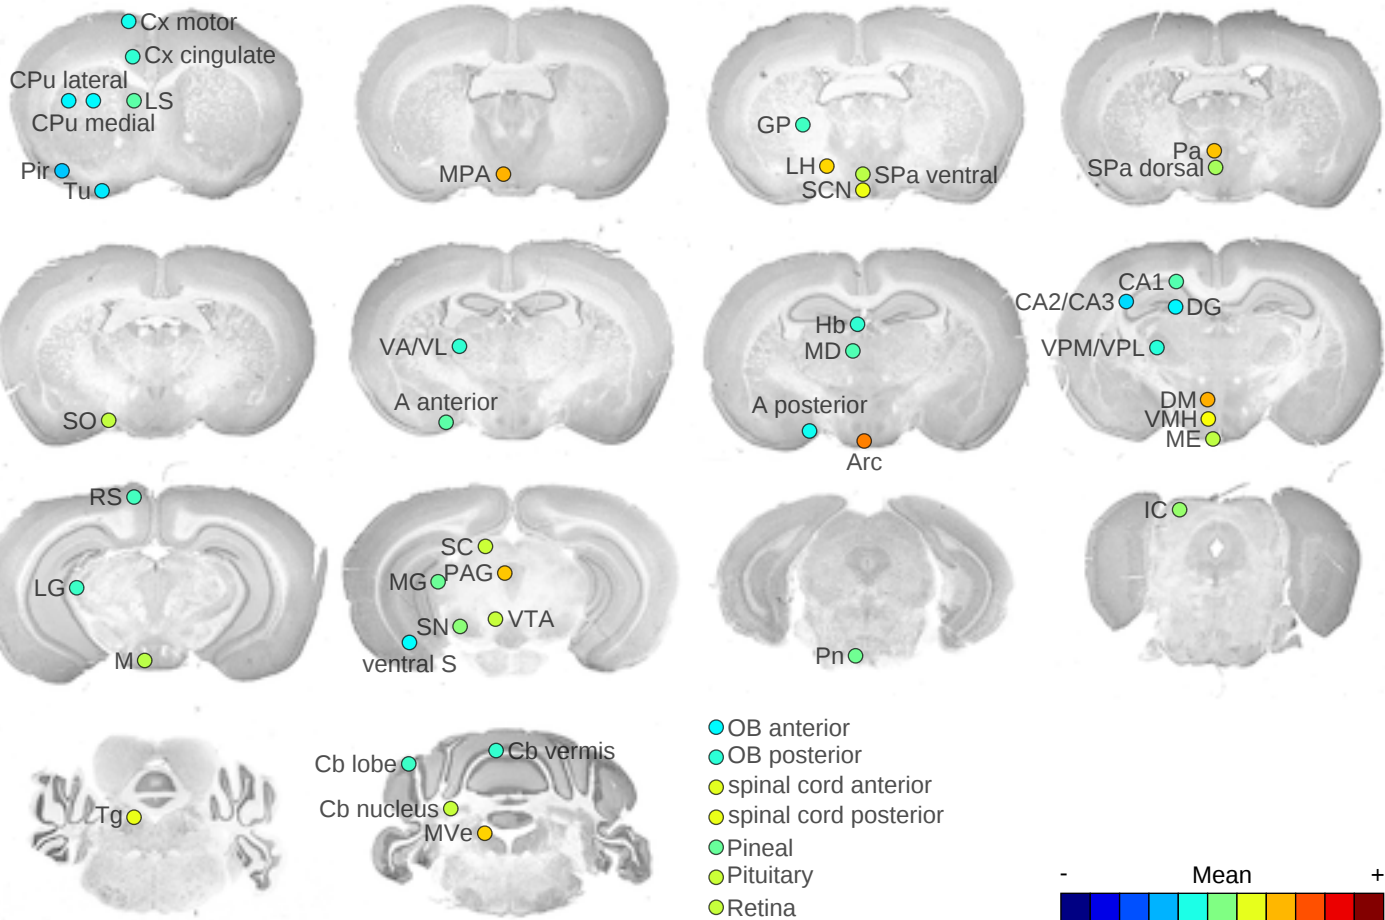 Cx motor
Cx cingulate
CPu lateral
LS
CPu medial
Pir
Tu
MPA
GP
LH
SPa ventral
SCN
Pa
SPa dorsal
SO
VA/VL
A anterior
Hb
MD
A posterior
Arc
CA1
CA2/CA3
DG
VPM/VPL
DM
VMH
ME
RS
LG
M
SC
MG
PAG
SN
VTA
ventral S
Pn
IC
Tg
Cb lobe
Cb vermis
Cb nucleus
MVe
OB anterior
OB posterior
spinal cord anterior
spinal cord posterior
Pineal
Pituitary
Retina
- Mean +